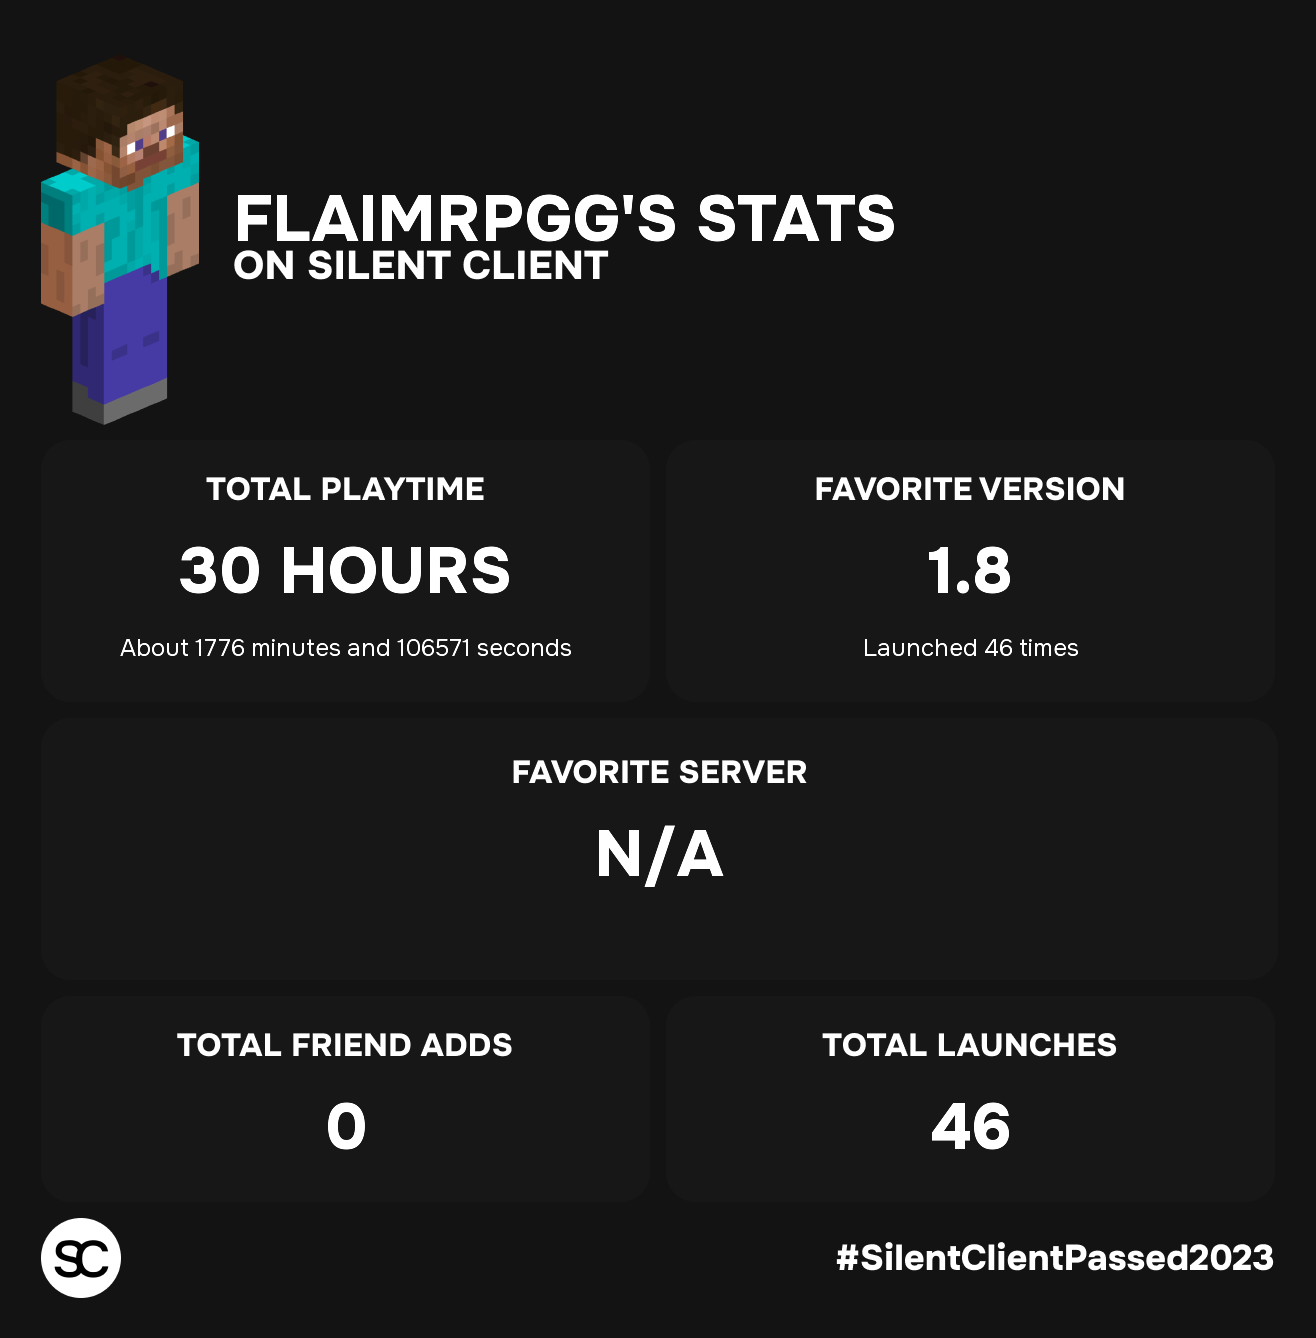 FLAIMRPGG'S STATS
ON SILENT CLIENT
TOTAL PLAYTIME
30 HOURS
About 1776 minutes and 106571 seconds
FAVORITE VERSION
1.8
Launched 46 times
FAVORITE SERVER
N/A
TOTAL FRIEND ADDS
0
TOTAL LAUNCHES
46
SC
#SilentClientPassed2023